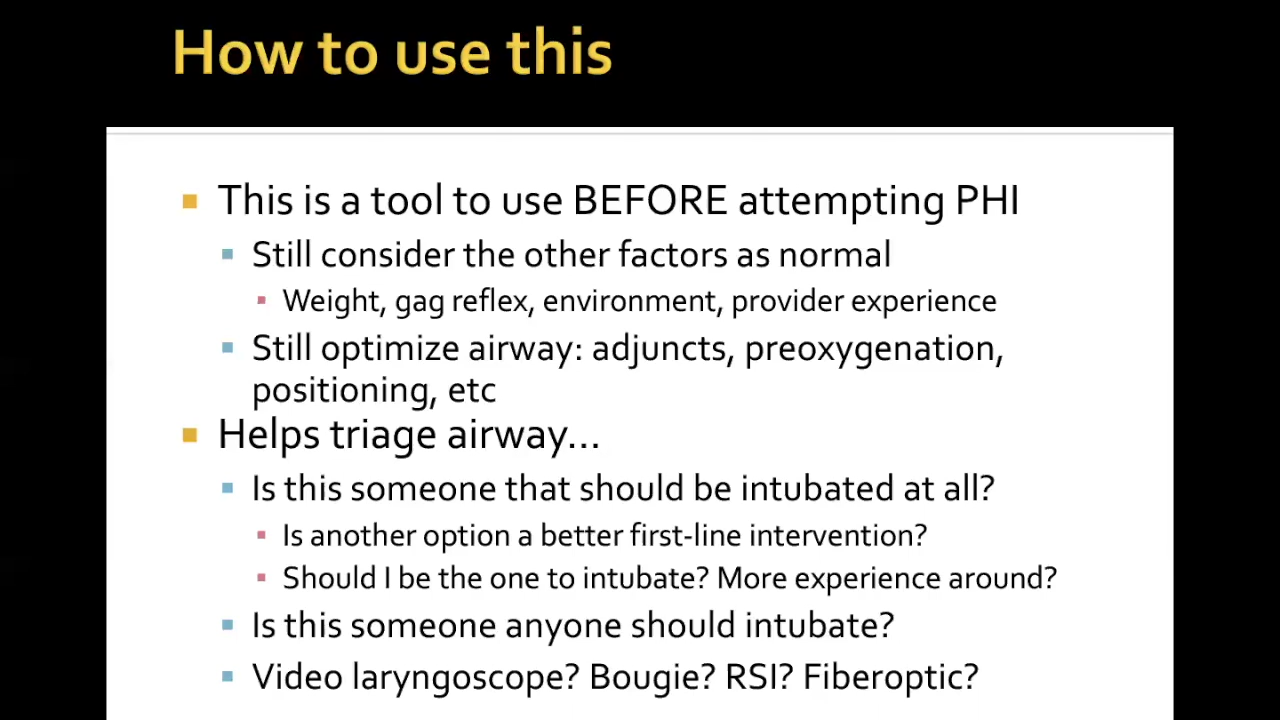 How to use this
This is a tool to use BEFORE attempting PHI
Still consider the other factors as normal
Weight, gag reflex, environment, provider experience
Still optimize airway: adjuncts, preoxygenation,
positioning, etc
Helps triage airway...
Is this someone that should be intubated at all?
Is another option a better first-line intervention?
Should I be the one to intubate? More experience around?
Is this someone anyone should intubate?
Video laryngoscope? Bougie? RSI? Fiberoptic?